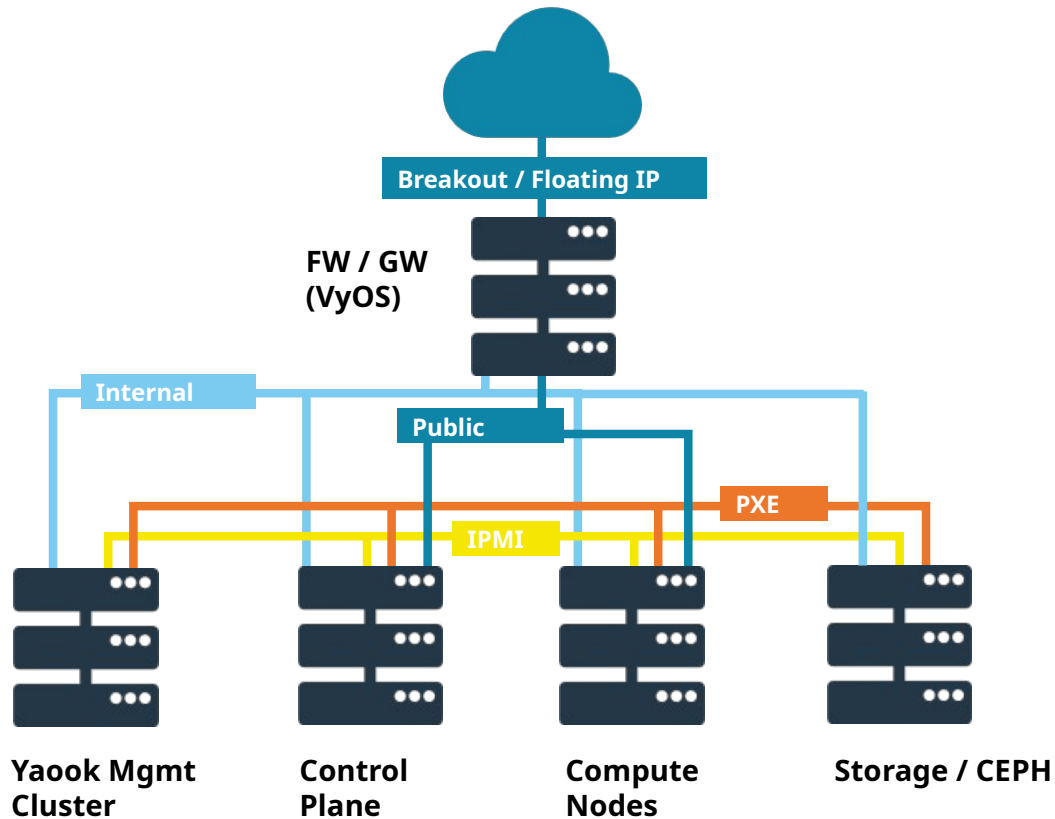 Breakout / Floating IP
FW / GW
(VyOS)
Internal
Public
PXE
IPMI
Yaook Mgmt
Cluster
Control
Plane
Compute
Nodes
Storage / CEPH